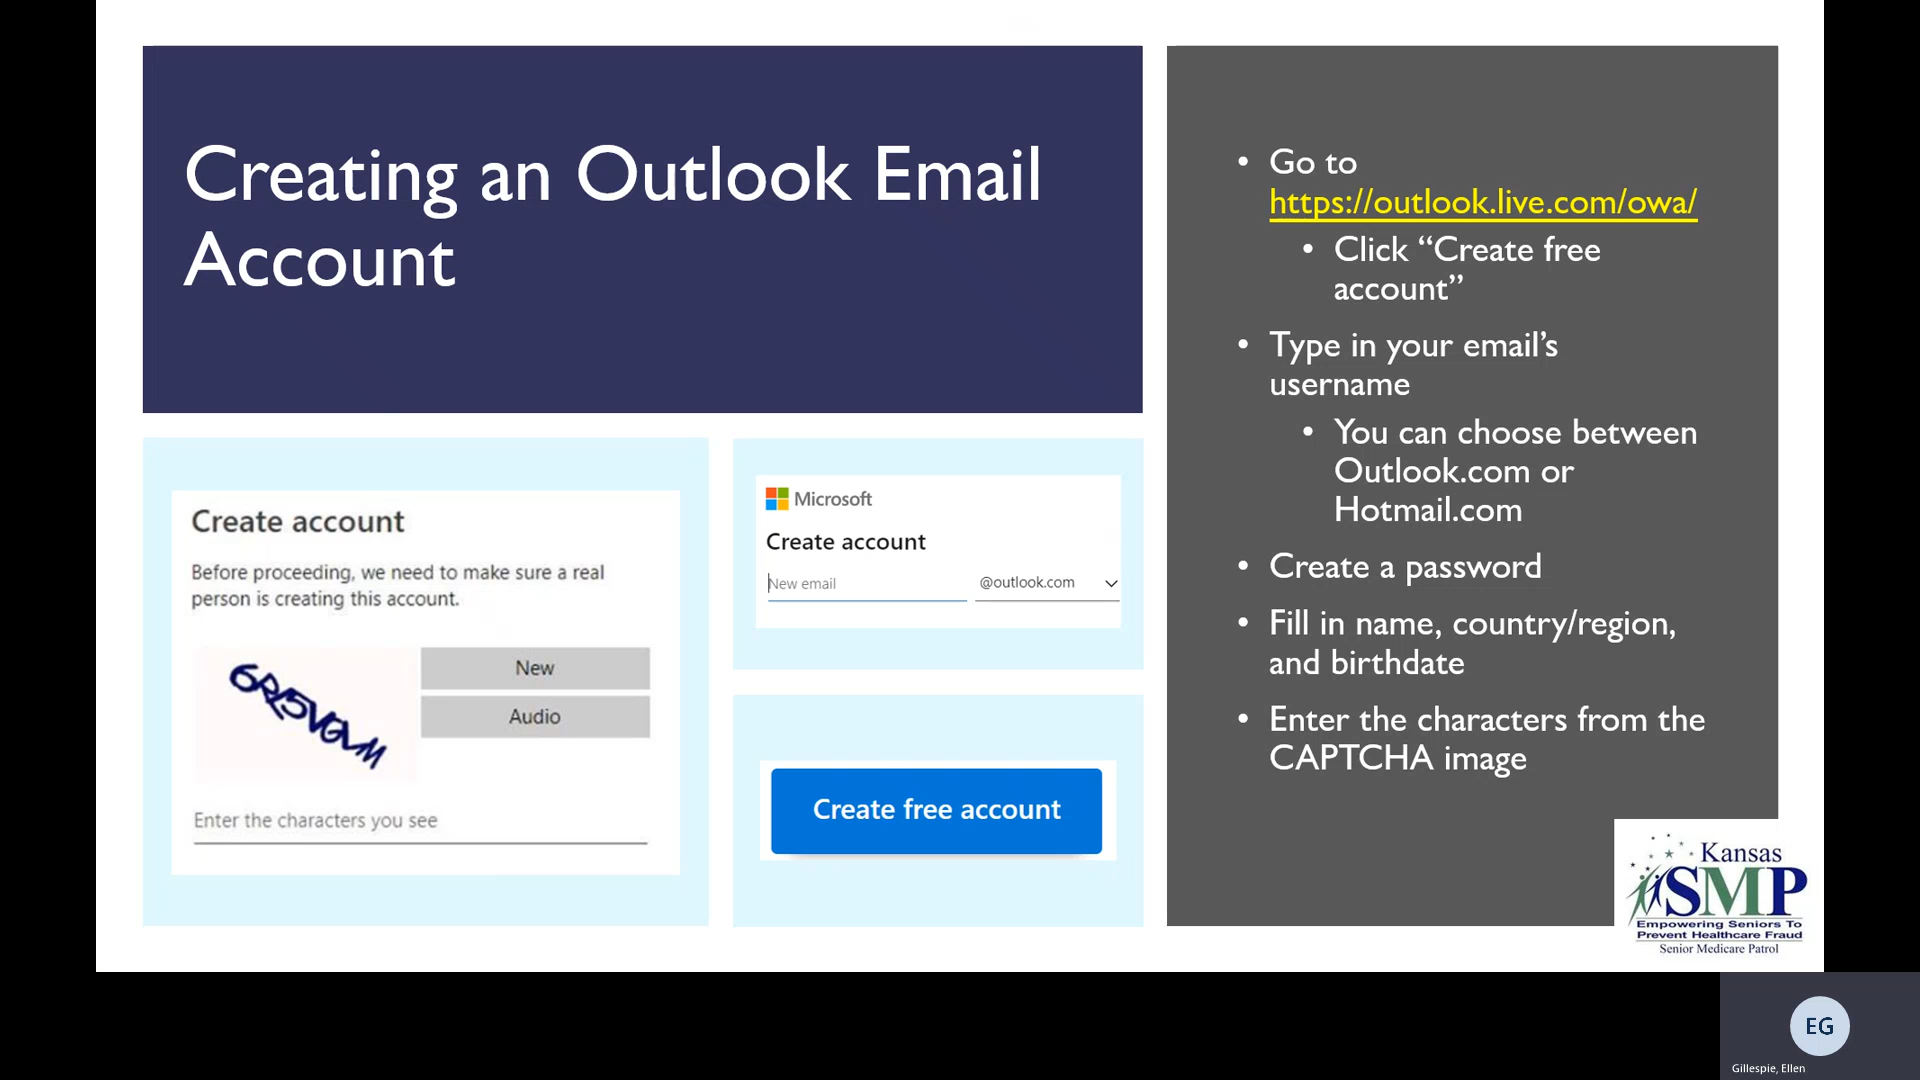 Creating an Outlook Email
Account
Create account
Before proceeding, we need to make sure a real
person is creating this account.
6RA5VGVM
New
Audio
Enter the characters you see
Microsoft
Create account
New email
@outlook.com
Create free account
• Go to
https://outlook.live.com/owa/
• Click “Create free
account”
• Type in your email’s
username
• You can choose between
Outlook.com or
Hotmail.com
• Create a password
• Fill in name, country/region,
and birthdate
• Enter the characters from the
CAPTCHA image
Kansas
SMP
Empowering Seniors To
Prevent Healthcare Fraud
Senior Medicare Patrol
EG
Gillespie, Ellen